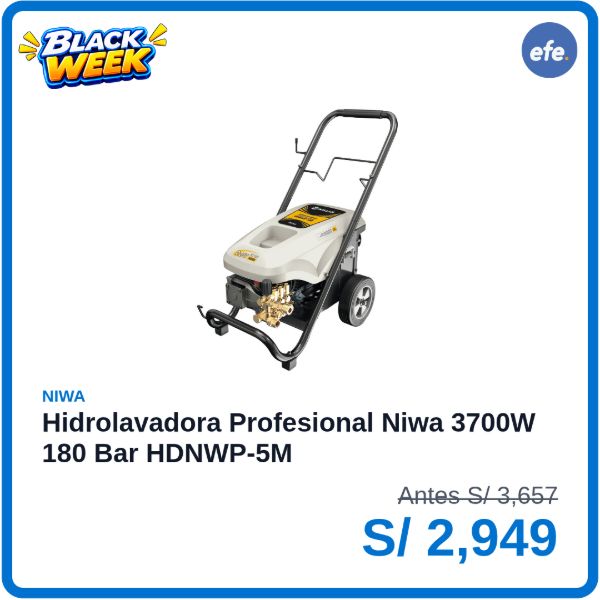 BLACK
WEEK
efe.
NIWA
Hidrolavadora Profesional Niwa 3700W
180 Bar HDNWP-5M
Antes S/ 3,657
S/ 2,949